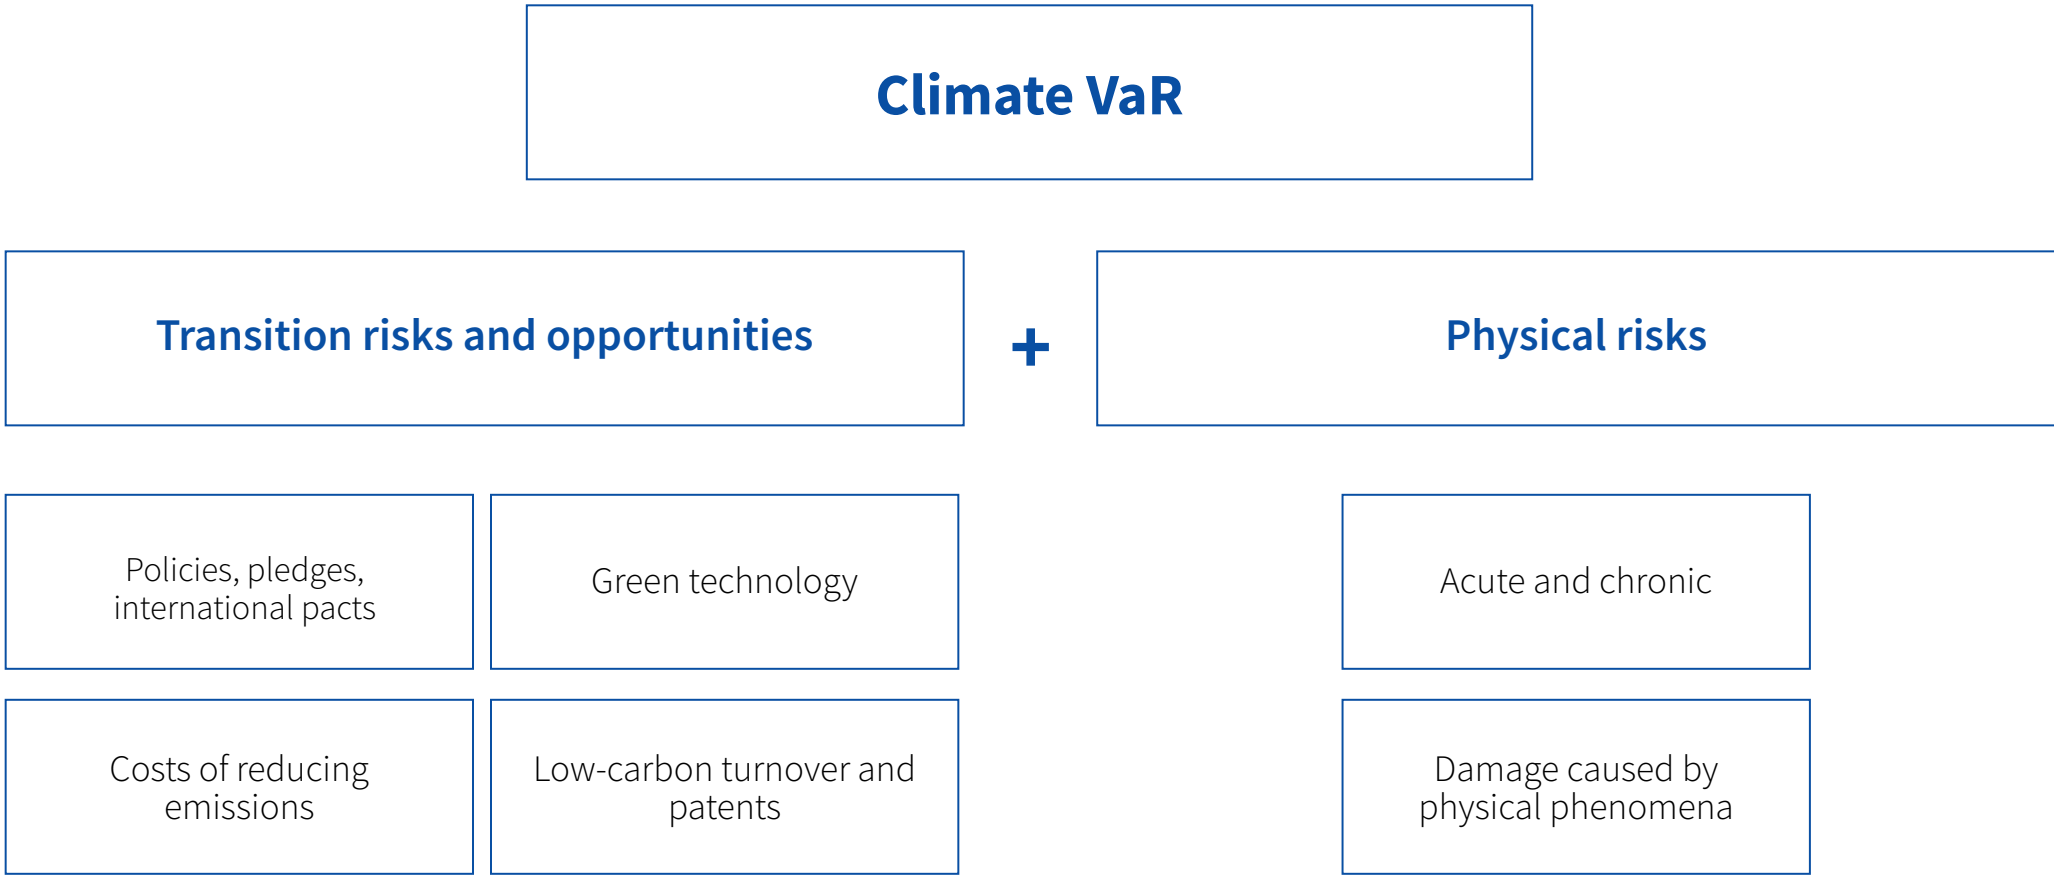 Climate VaR
Transition risks and opportunities
+
Physical risks
Policies, pledges,
international pacts
Green technology
Acute and chronic
Costs of reducing
emissions
Low-carbon turnover and
patents
Damage caused by
physical phenomena